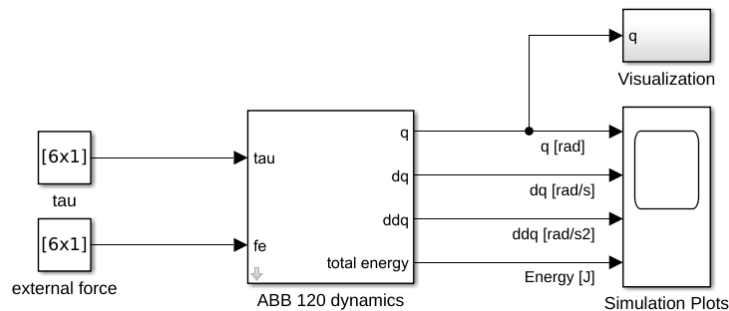 q
Visualization
[6x1]
tau
tau
q
q [rad]
dq
dq [rad/s]
[6x1]
external force
fe
ddq
ddq [rad/s2]
total energy
Energy [J]
ABB 120 dynamics
Simulation Plots